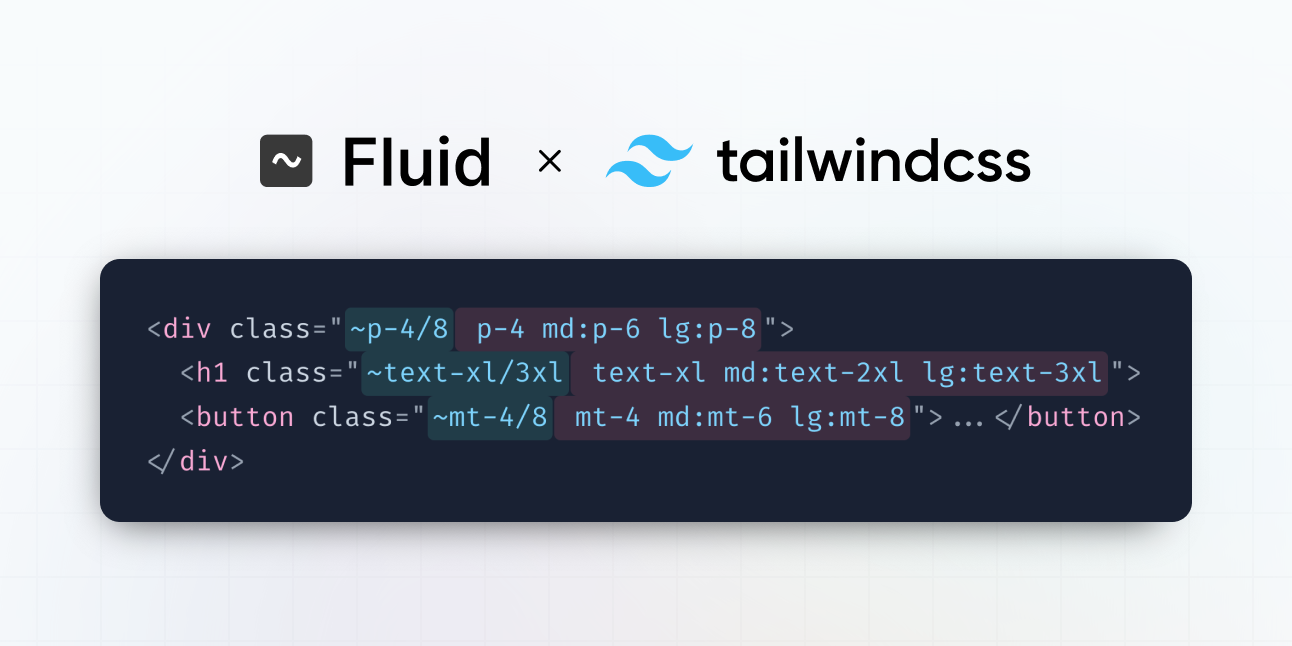 ~ Fluid × tailwindcss
<div class="~p-4/8 p-4 md:p-6 lg:p-8">
<h1 class="~text-xl/3xl text-xl md:text-2xl lg:text-3xl">
<button class="~mt-4/8 mt-4 md:mt-6 lg:mt-8">...</button>
</div>